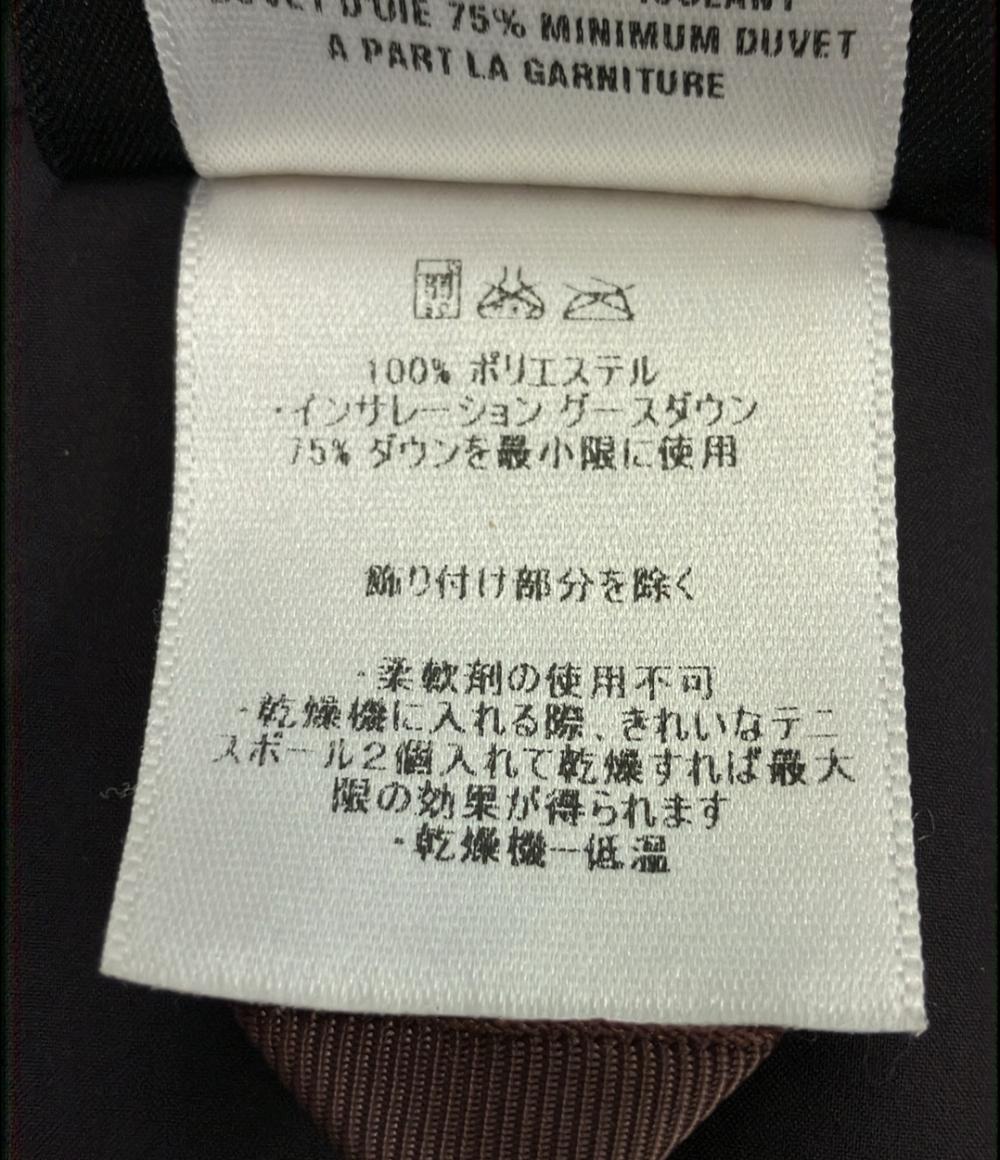 D'OIE 75% MINIMUM DUVET
A PART LA GARNITURE
100% ポリエステル
・インサレーション グースダウン
75% ダウンを最小限に使用
飾り付け部分を除く
・柔軟剤の使用不可
・乾燥機に入れる際、きれいなテニ
スボール2個入れて乾燥すれば最大
限の効果が得られます
・乾燥機ー低温